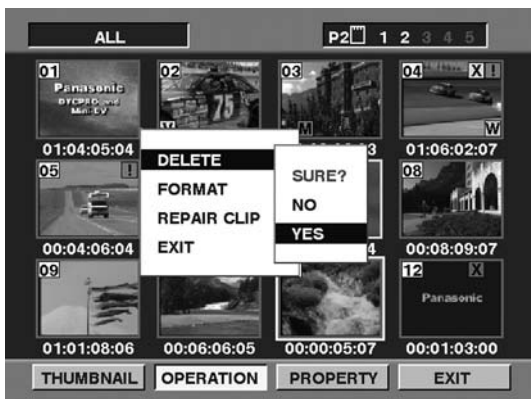 ALL
P2 1 2 3 4 5
01 02 03 04 X !
Panasonic
DVCPRO and
Mini-DV
75
M W
01:04:05:04 3 01:06:02:07
DELETE
FORMAT
REPAIR CLIP
EXIT
SURE?
NO
YES
05 ! 08
00:04:06:04 4 00:08:09:07
09 12 X
Panasonic
01:01:08:06 00:06:06:05 00:00:05:07 00:01:03:00
THUMBNAIL OPERATION PROPERTY EXIT